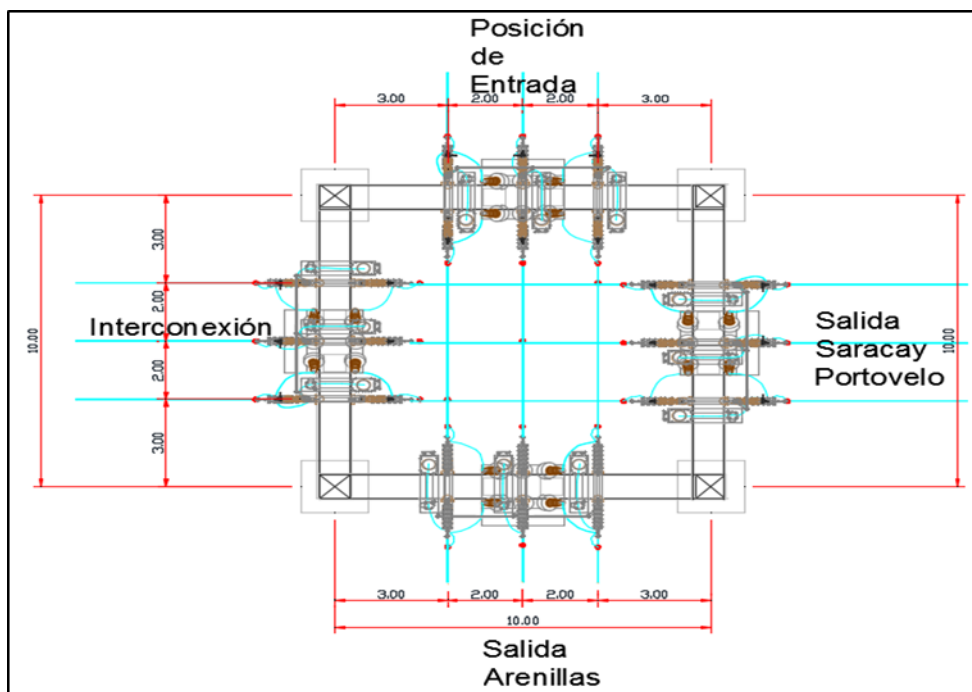 Posición
de
Entrada
3.00 2.00 2.00 3.00
3.00
2.00
2.00
3.00
10.00
Interconexión
Salida
Saracay
Portovelo
10.00
3.00 2.00 2.00 3.00
10.00
Salida
Arenillas